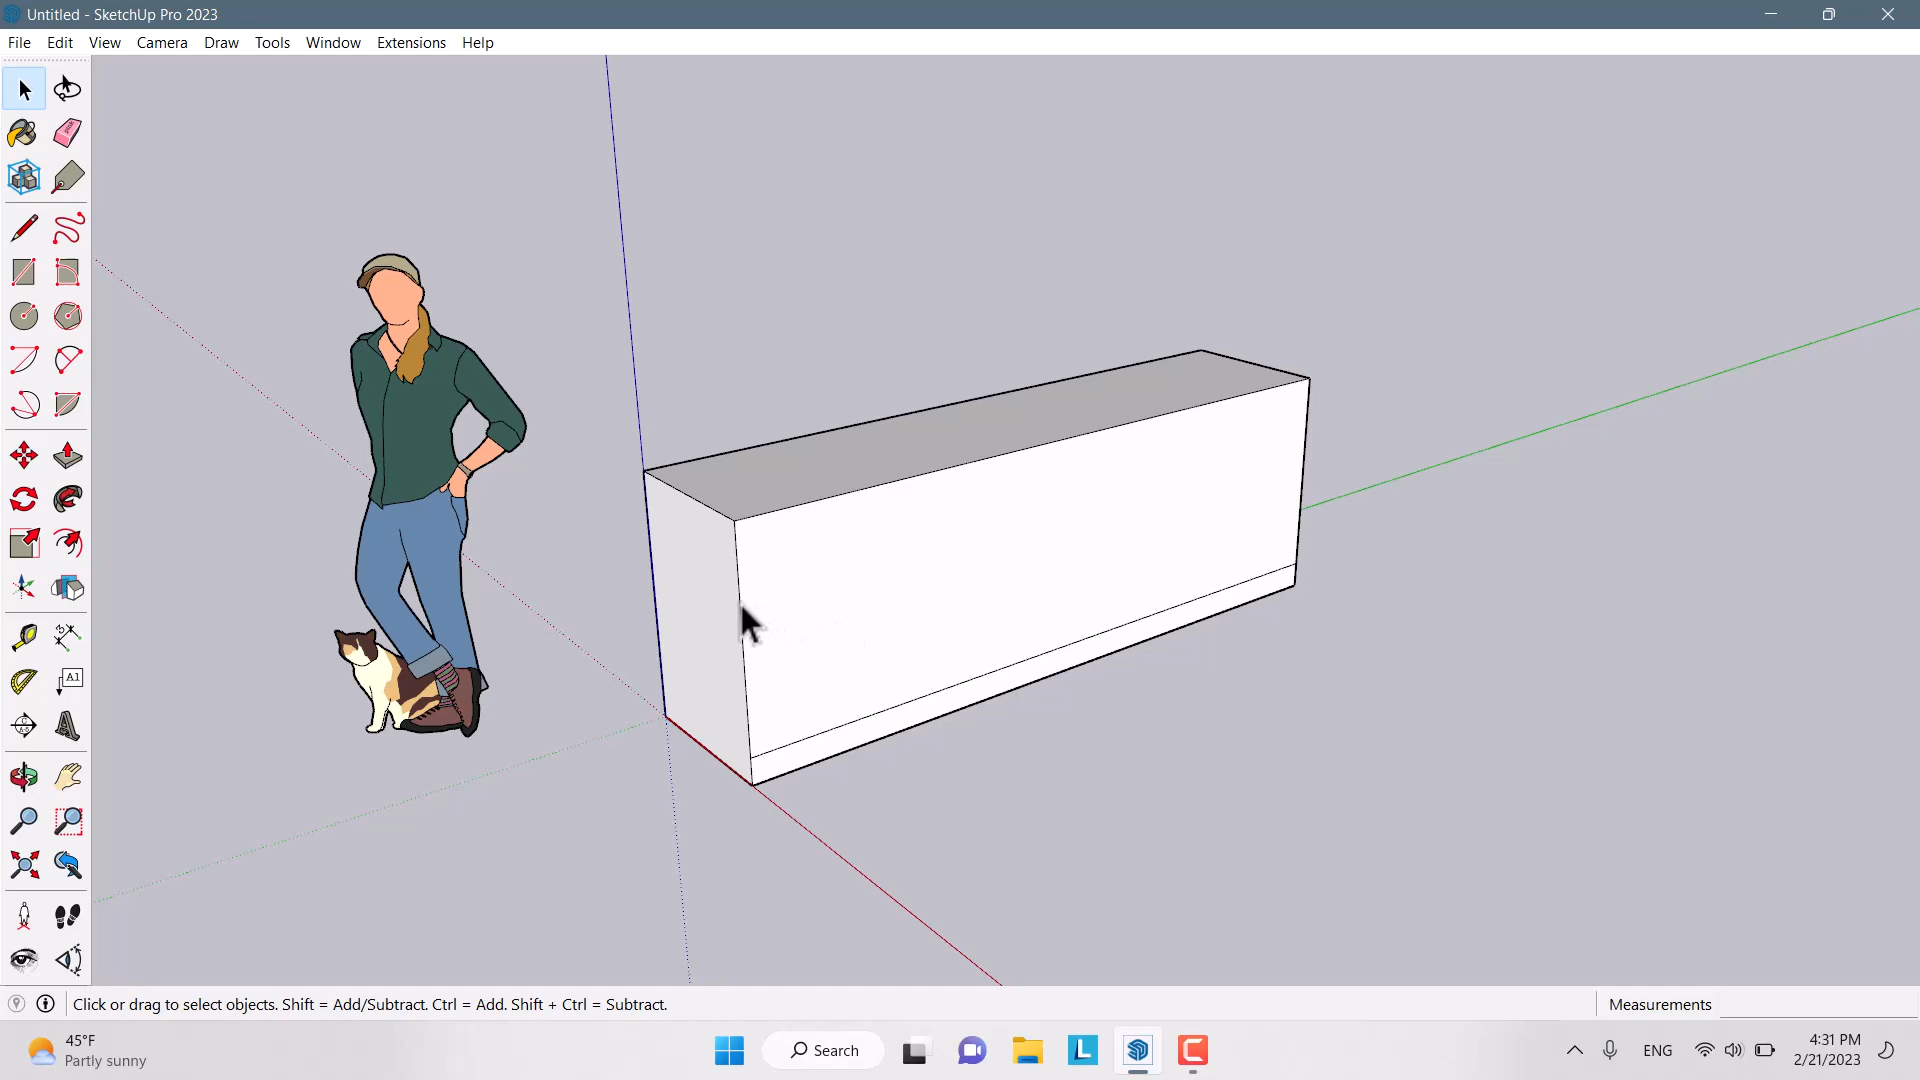 Untitled - SketchUp Pro 2023
File Edit View Camera Draw Tools Window Extensions Help
A1
Click or drag to select objects. Shift = Add/Subtract. Ctrl = Add. Shift + Ctrl = Subtract.
Measurements
45°F
Partly sunny
Search
L
C
ENG
4:31 PM
2/21/2023